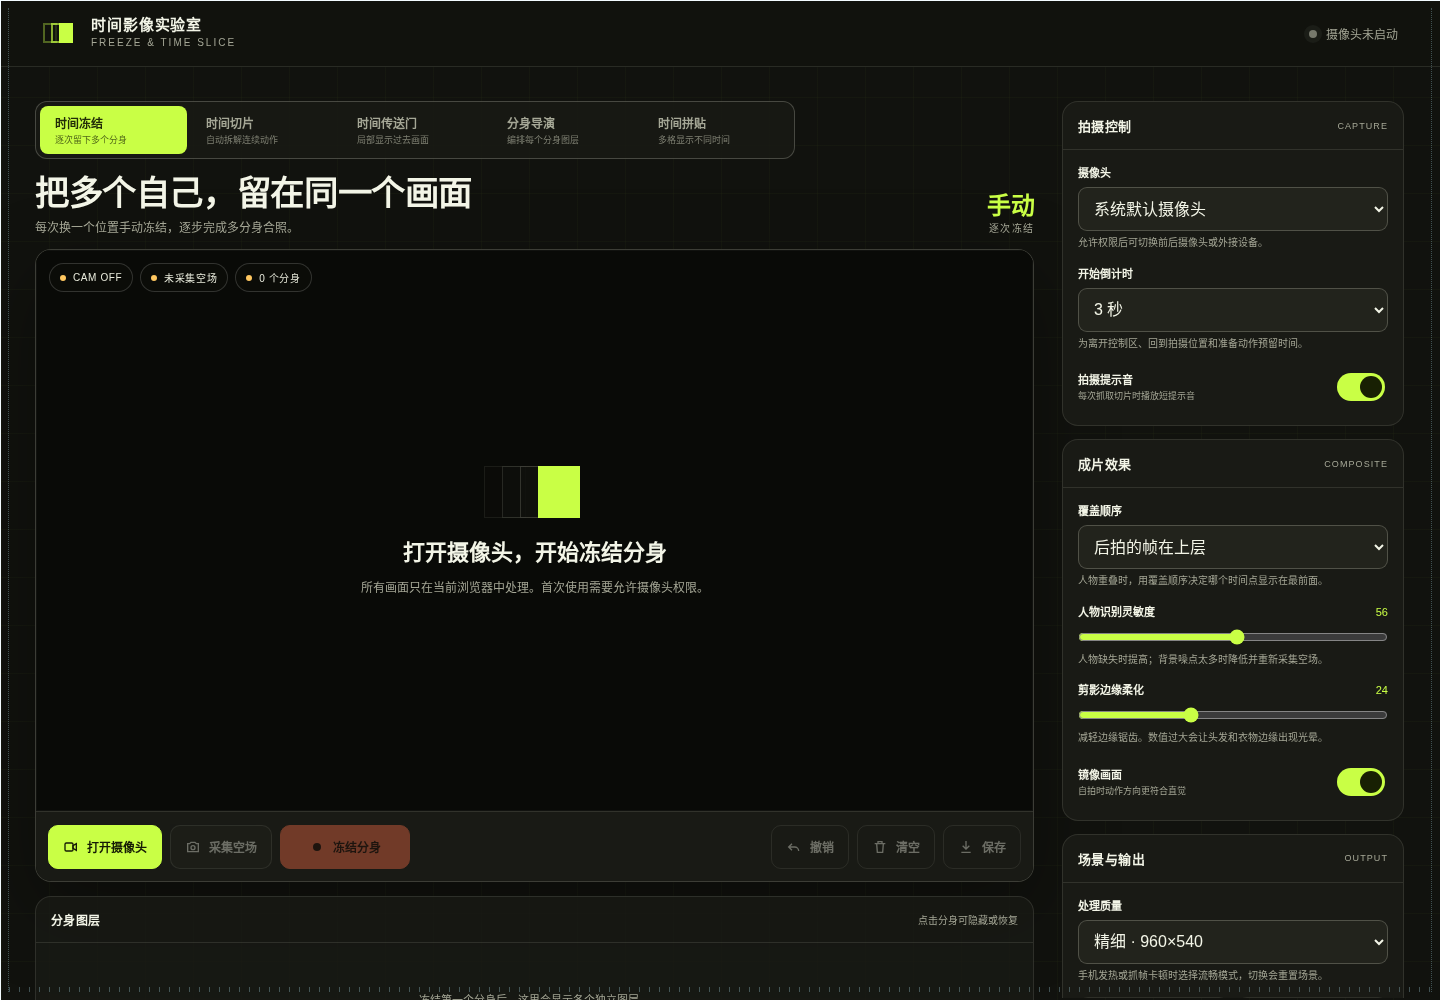 时间影像实验室
FREEZE & TIME SLICE
摄像头未启动
时间冻结
逐次留下多个分身
时间切片
自动拆解连续动作
时间传送门
局部显示过去画面
分身导演
编排每个分身图层
时间拼贴
多格显示不同时间
把多个自己，留在同一个画面
每次换一个位置手动冻结，逐步完成多分身合照。
手动
逐次冻结
CAM OFF
未采集空场
0 个分身
打开摄像头，开始冻结分身
所有画面只在当前浏览器中处理。首次使用需要允许摄像头权限。
打开摄像头
采集空场
冻结分身
撤销
清空
保存
分身图层
点击分身可隐藏或恢复
冻结第一个分身后，这里会显示各个独立图层
拍摄控制
CAPTURE
摄像头
系统默认摄像头
允许权限后可切换前后摄像头或外接设备。
开始倒计时
3 秒
为离开控制区、回到拍摄位置和准备动作预留时间。
拍摄提示音
每次抓取切片时播放短提示音
成片效果
COMPOSITE
覆盖顺序
后拍的帧在上层
人物重叠时，用覆盖顺序决定哪个时间点显示在最前面。
人物识别灵敏度
56
人物缺失时提高；背景噪点太多时降低并重新采集空场。
剪影边缘柔化
24
减轻边缘锯齿。数值过大会让头发和衣物边缘出现光晕。
镜像画面
自拍时动作方向更符合直觉
场景与输出
OUTPUT
处理质量
精细 · 960×540
手机发热或抓帧卡顿时选择流畅模式，切换会重置场景。